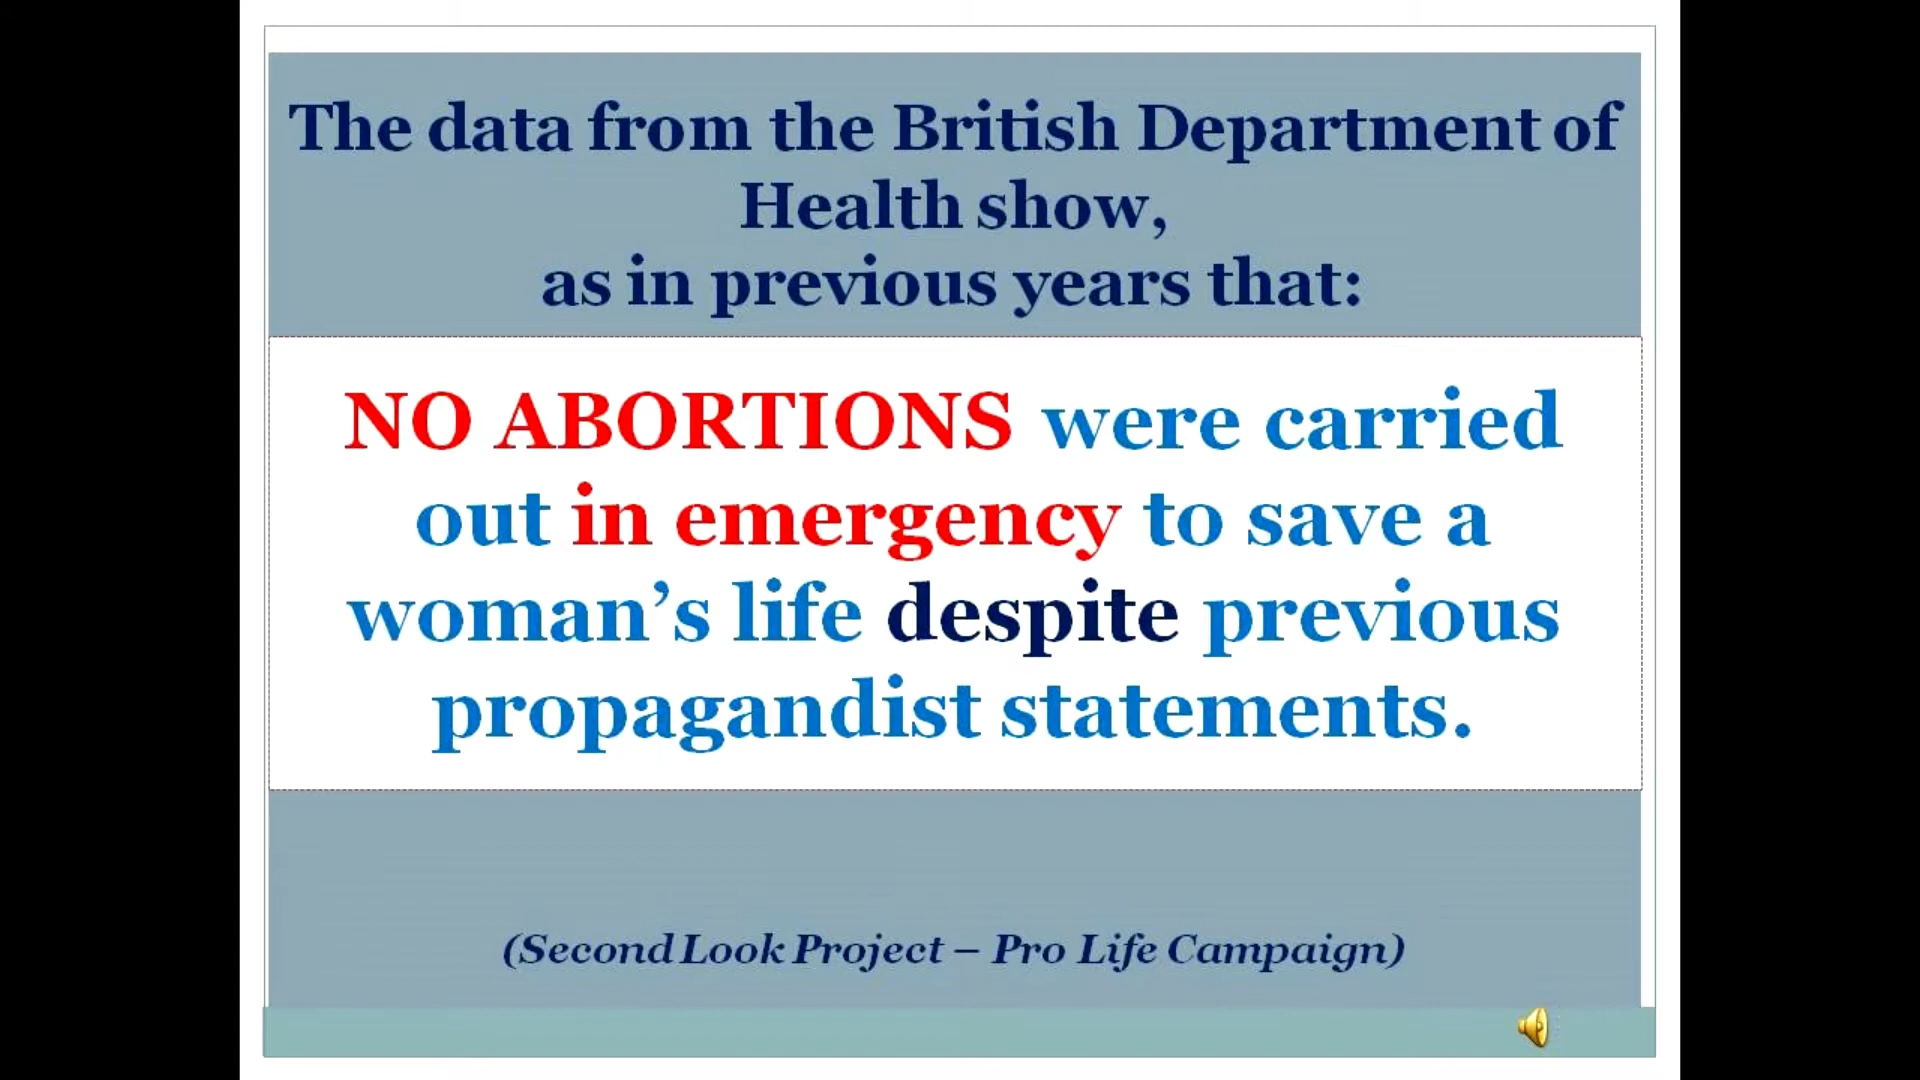 The data from the British Department of
Health show,
as in previous years that:
NO ABORTIONS were carried
out in emergency to save a
woman’s life despite previous
propagandist statements.
(Second Look Project – Pro Life Campaign)